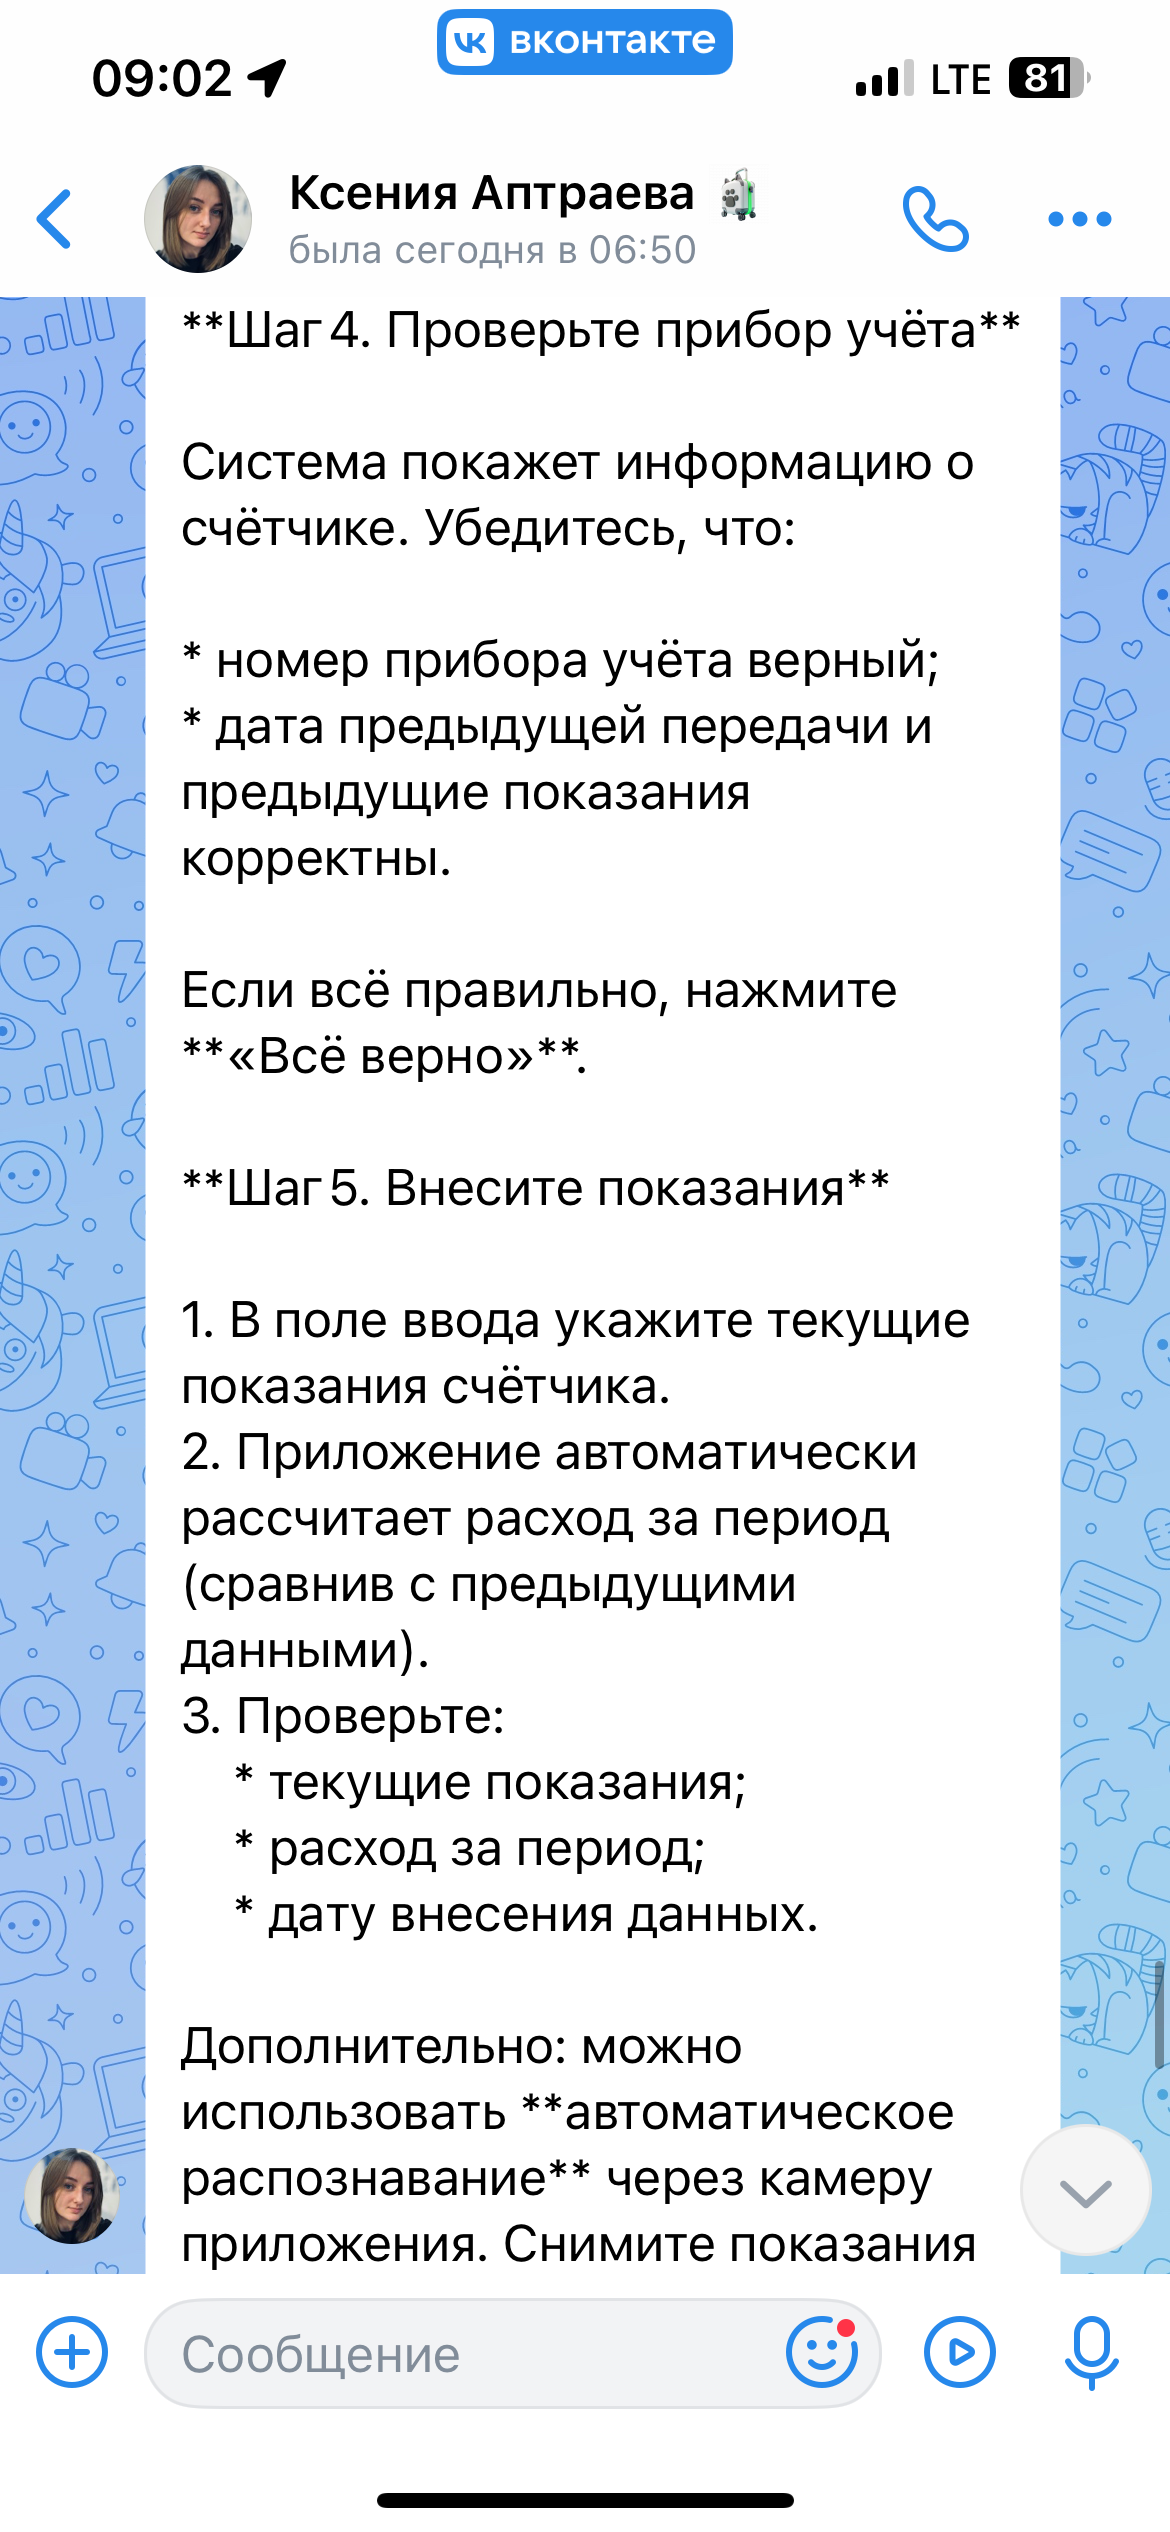 вконтакте
09:02
LTE 81
Ксения Аптраева
была сегодня в 06:50
**Шаг 4. Проверьте прибор учёта**
Система покажет информацию о
счётчике. Убедитесь, что:
* номер прибора учёта верный;
* дата предыдущей передачи и
предыдущие показания
корректны.
Если всё правильно, нажмите
**«Всё верно»**.
**Шаг 5. Внесите показания**
1. В поле ввода укажите текущие
показания счётчика.
2. Приложение автоматически
рассчитает расход за период
(сравнив с предыдущими
данными).
3. Проверьте:
* текущие показания;
* расход за период;
* дату внесения данных.
Дополнительно: можно
использовать **автоматическое
распознавание** через камеру
приложения. Снимите показания
Сообщение